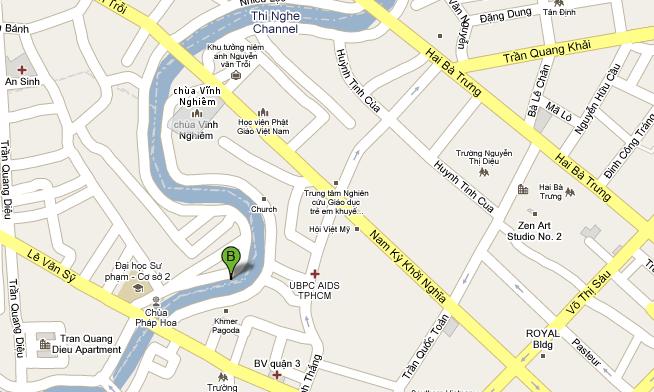 Trỗi
Thi Nghe
Channel
Đặng Dung
Tân Định
Văn Nguyên
Trần Quang Khải
Bánh
An Sinh
Khu tưởng niệm
anh Nguyễn
văn Trỗi
Hai Bà Trưng
Huỳnh Tịnh Của
Bà Lê Chân
Nguyễn Hữu Cầu
Mã Lộ
Đinh Công Tráng
chùa Vĩnh
Nghiêm
chùa Vĩnh
Nghiêm
Học viện Phật
Giáo Việt Nam
Trần Quang Diệu
Trường Nguyễn
Thị Diệu
Hai Bà Trưng
Huỳnh Tịnh Của
Hai Bà
Trưng
Trung tâm Nghiên
cứu Giáo dục
trẻ em khuyế...
Church
Hội Việt Mỹ
Zen Art
Studio No. 2
Lê Văn Sỹ
B
Nam Kỳ Khởi Nghĩa
Đại học Sư
phạm - Cơ sở 2
UBPC AIDS
TPHCM
Võ Thị Sáu
Trần Quang Diệu
Chùa
Pháp Hoa
Khmer
Pagoda
Tran Quang
Dieu Apartment
Trần Quốc Toản
ROYAL
Bldg
Pasteur
BV quận 3
Thắng
Trường